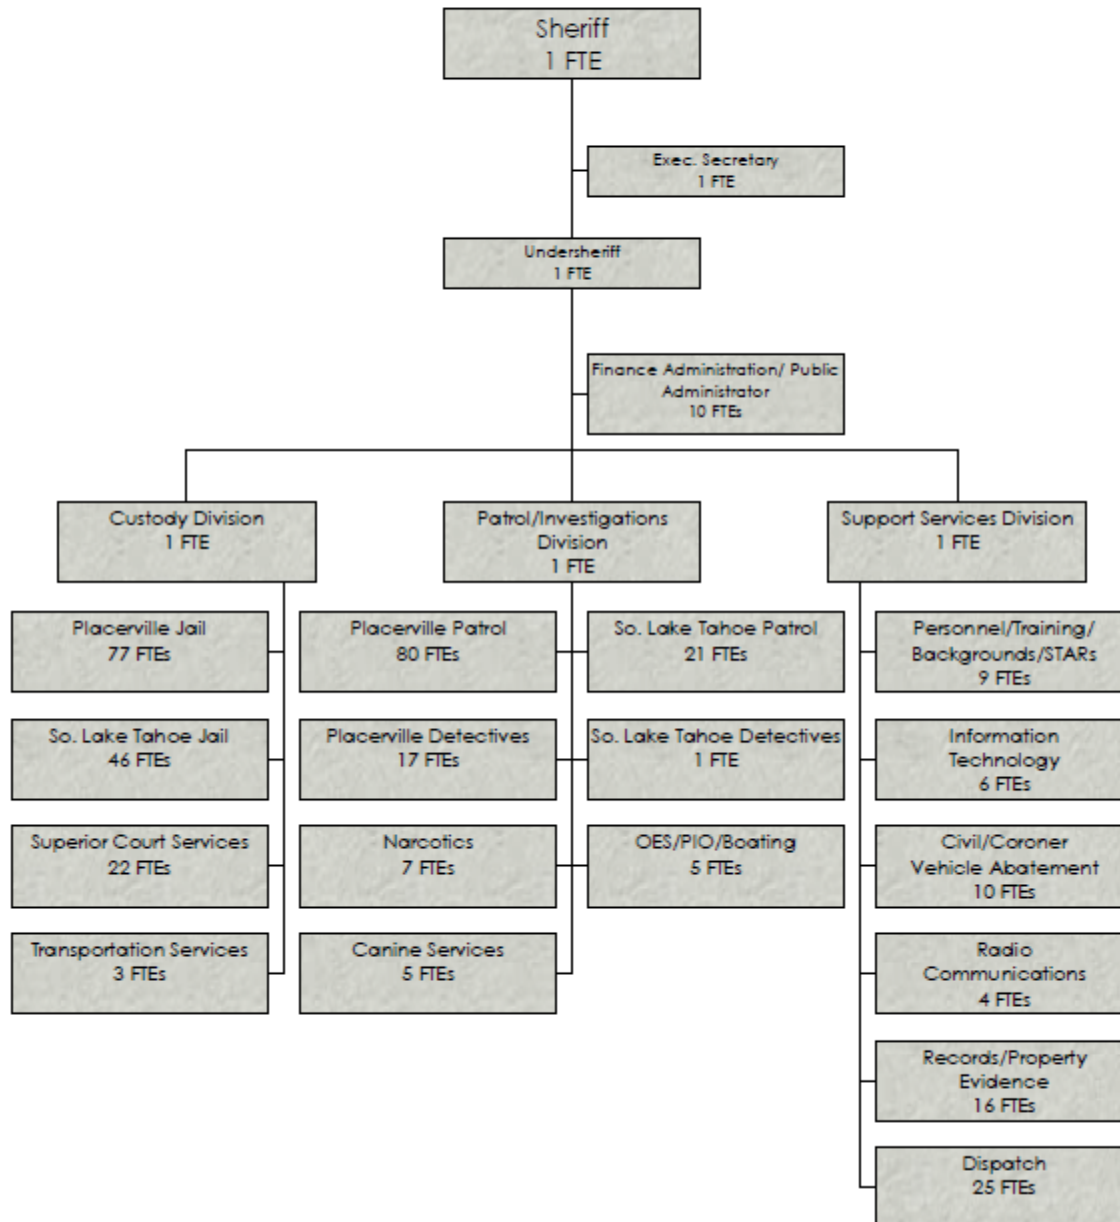 Sheriff
1 FTE
Exec. Secretary
1 FTE
Undersheriff
1 FTE
Finance Administration/ Public
Administrator
10 FTEs
Custody Division
1 FTE
Patrol/Investigations
Division
1 FTE
Support Services Division
1 FTE
Placerville Jail
77 FTEs
Placerville Patrol
80 FTEs
So. Lake Tahoe Patrol
21 FTEs
Personnel/Training/
Backgrounds/STARs
9 FTEs
So. Lake Tahoe Jail
46 FTEs
Placerville Detectives
17 FTEs
So. Lake Tahoe Detectives
1 FTE
Information
Technology
6 FTEs
Superior Court Services
22 FTEs
Narcotics
7 FTEs
OES/PIO/Boating
5 FTEs
Civil/Coroner
Vehicle Abatement
10 FTEs
Transportation Services
3 FTEs
Canine Services
5 FTEs
Radio
Communications
4 FTEs
Records/Property
Evidence
16 FTEs
Dispatch
25 FTEs